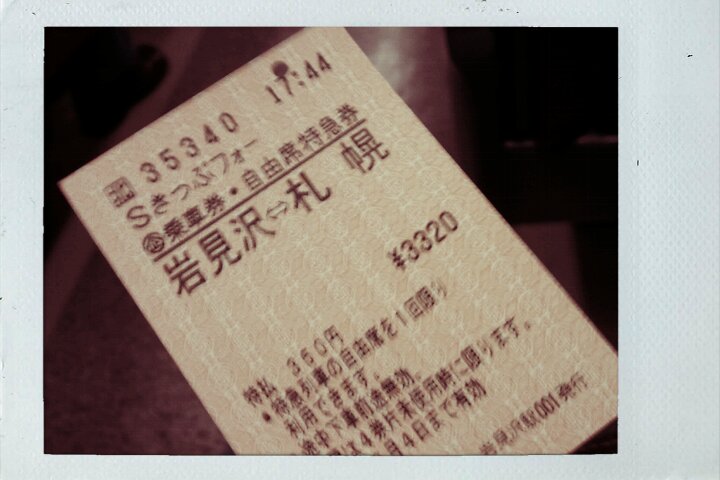 35340 17:44
Sきっぷフォー
乗車券・自由席特急券
岩見沢⇔札幌
¥3320
特払 360円
・特急列車の自由席を1回限り
利用できます。
途中下車前途無効
4枚片未使用時に限ります。
月4日まで有効
岩見沢駅001発行